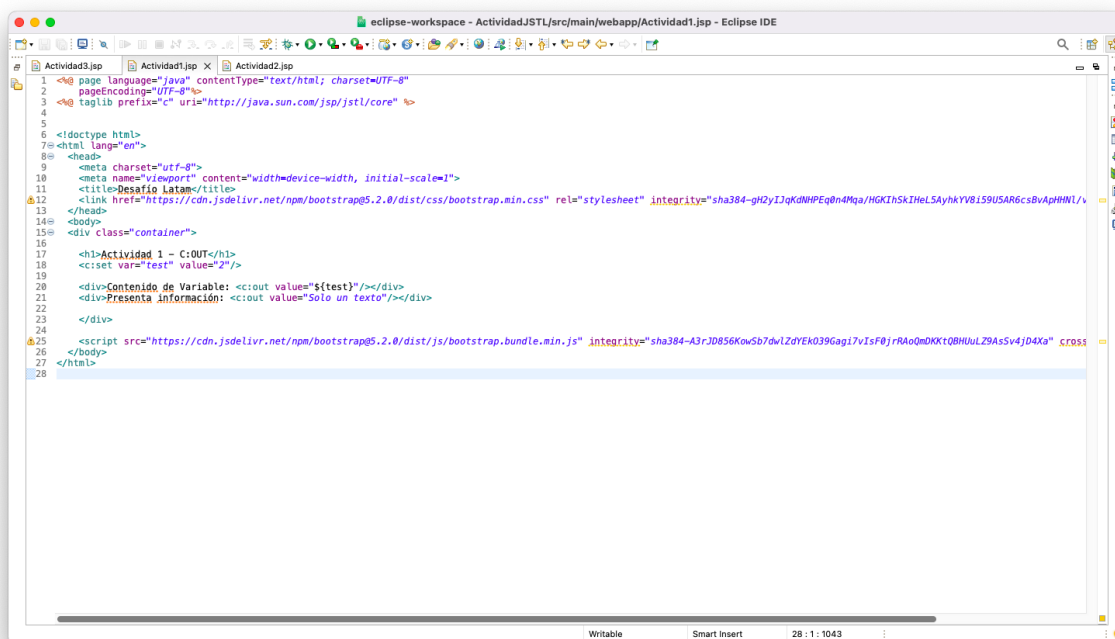 eclipse-workspace - ActividadJSTL/src/main/webapp/Actividad1.jsp - Eclipse IDE
Actividad3.jsp Actividad1.jsp Actividad2.jsp
1 <%@ page language="java" contentType="text/html; charset=UTF-8"
2 pageEncoding="UTF-8"%>
3 <%@ taglib prefix="c" uri="http://java.sun.com/jsp/jstl/core" %>
4
5
6 <!doctype html>
7 <html lang="en">
8 <head>
9 <meta charset="utf-8">
10 <meta name="viewport" content="width=device-width, initial-scale=1">
11 <title>Desafío Latam</title>
12 <link href="https://cdn.jsdelivr.net/npm/bootstrap@5.2.0/dist/css/bootstrap.min.css" rel="stylesheet" integrity="sha384-gH2yIJqKdNHPEq0n4Mqa/HGKIhSkIHeL5AyhkYV8i59U5AR6csBvApHHNl/v
13 </head>
14 <body>
15 <div class="container">
16
17 <h1>Actividad 1 – C:OUT</h1>
18 <c:set var="test" value="2"/>
19
20 <div>Contenido de Variable: <c:out value="${test}"/></div>
21 <div>Presenta información: <c:out value="Solo un texto"/></div>
22
23 </div>
24
25 <script src="https://cdn.jsdelivr.net/npm/bootstrap@5.2.0/dist/js/bootstrap.bundle.min.js" integrity="sha384-A3rJD856KowSb7dwlZdYEkO39Gagi7vIsF0jrRAoQmDKKtQBHUuLZ9AsSv4jD4Xa" cross
26 </body>
27 </html>
28
Writable Smart Insert 28 : 1 : 1043